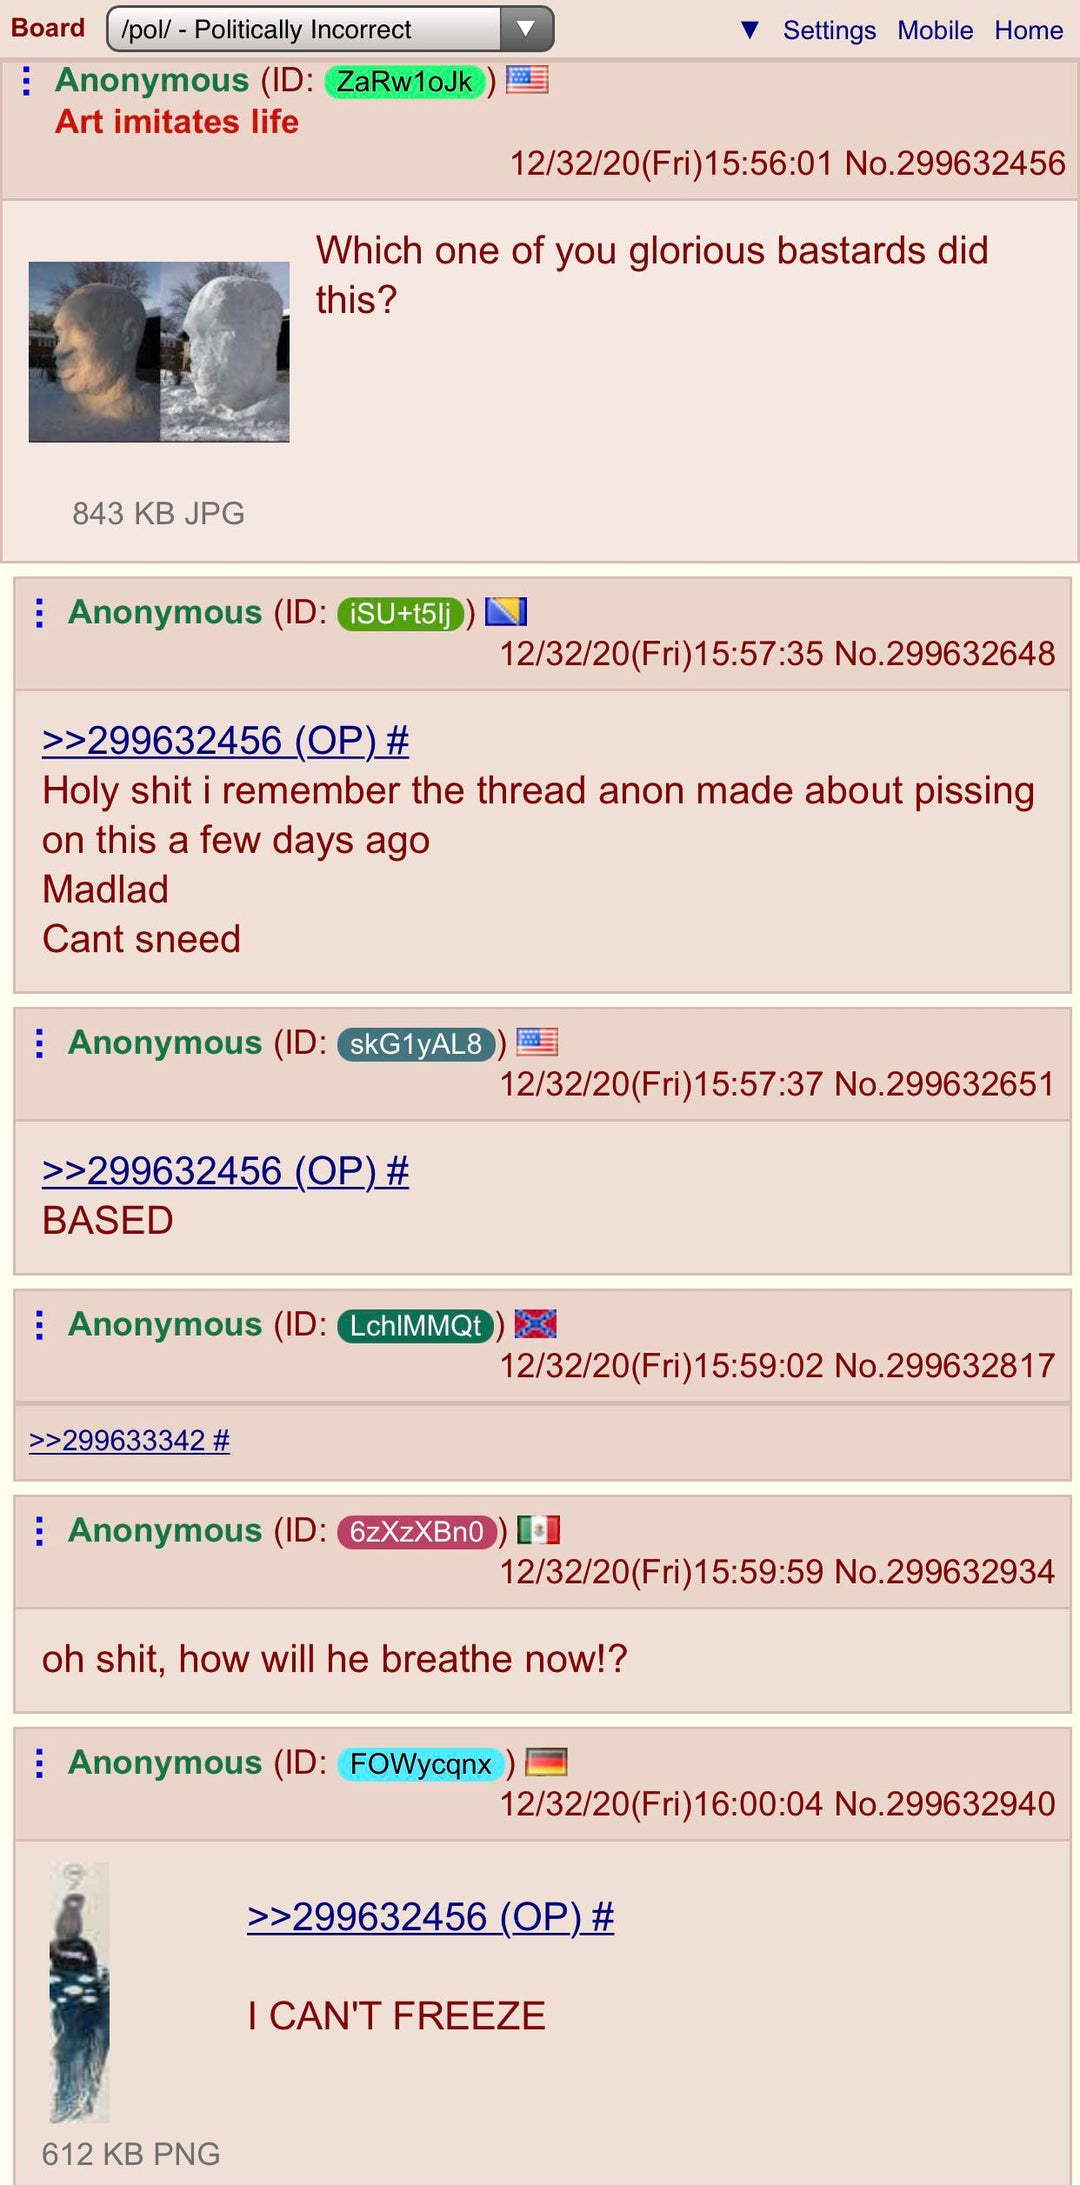 Board /pol/ - Politically Incorrect ▼ ▼ Settings Mobile Home
Anonymous (ID: ZaRw1oJk)
Art imitates life
12/32/20(Fri)15:56:01 No.299632456
Which one of you glorious bastards did
this?
843 KB JPG
Anonymous (ID: iSU+t5Ij)
12/32/20(Fri)15:57:35 No.299632648
>>299632456 (OP) #
Holy shit i remember the thread anon made about pissing
on this a few days ago
Madlad
Cant sneed
Anonymous (ID: skG1yAL8)
12/32/20(Fri)15:57:37 No.299632651
>>299632456 (OP) #
BASED
Anonymous (ID: LchlMMQt)
12/32/20(Fri)15:59:02 No.299632817
>>299633342 #
Anonymous (ID: 6zXzXBn0)
12/32/20(Fri)15:59:59 No.299632934
oh shit, how will he breathe now!?
Anonymous (ID: FOWycqnx)
12/32/20(Fri)16:00:04 No.299632940
>>299632456 (OP) #
I CAN'T FREEZE
612 KB PNG